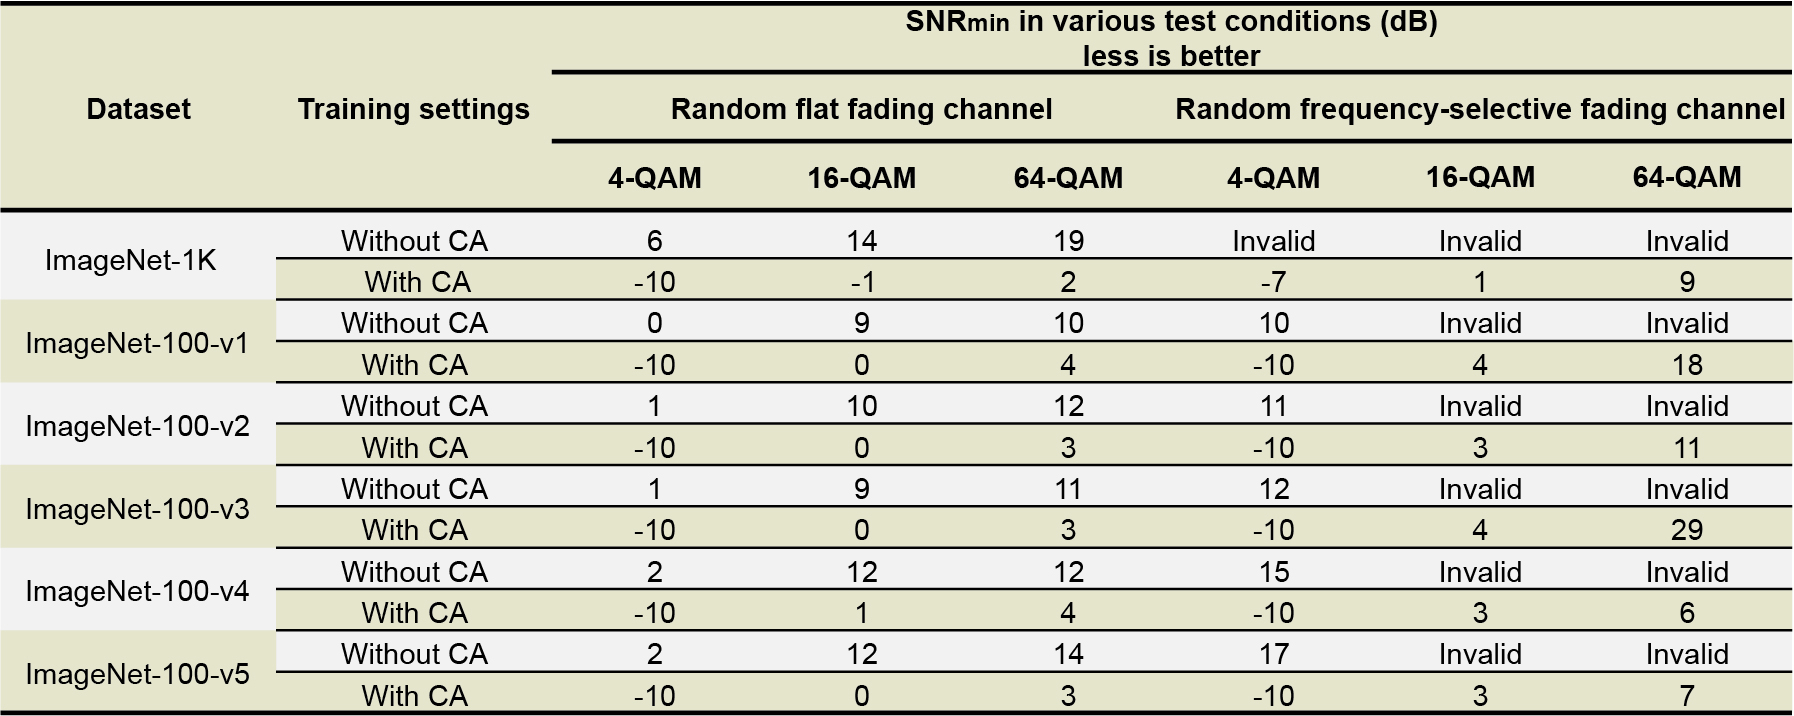 SNRmin in various test conditions (dB)
less is better
Dataset Training settings Random flat fading channel Random frequency-selective fading channel
4-QAM 16-QAM 64-QAM 4-QAM 16-QAM 64-QAM
ImageNet-1K
Without CA 6 14 19 Invalid Invalid Invalid
With CA -10 -1 2 -7 1 9
ImageNet-100-v1
Without CA 0 9 10 10 Invalid Invalid
With CA -10 0 4 -10 4 18
ImageNet-100-v2
Without CA 1 10 12 11 Invalid Invalid
With CA -10 0 3 -10 3 11
ImageNet-100-v3
Without CA 1 9 11 12 Invalid Invalid
With CA -10 0 3 -10 4 29
ImageNet-100-v4
Without CA 2 12 12 15 Invalid Invalid
With CA -10 1 4 -10 3 6
ImageNet-100-v5
Without CA 2 12 14 17 Invalid Invalid
With CA -10 0 3 -10 3 7